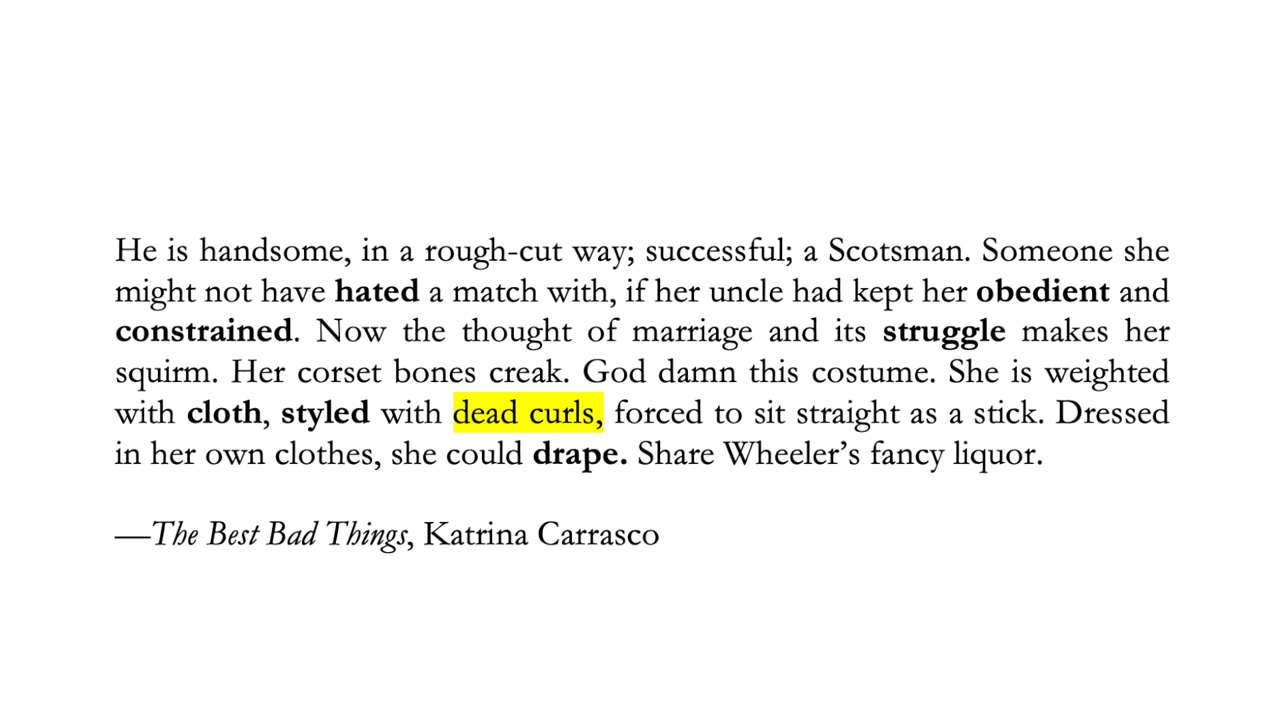 He is handsome, in a rough-cut way; successful; a Scotsman. Someone she
might not have hated a match with, if her uncle had kept her obedient and
constrained. Now the thought of marriage and its struggle makes her
squirm. Her corset bones creak. God damn this costume. She is weighted
with cloth, styled with dead curls, forced to sit straight as a stick. Dressed
in her own clothes, she could drape. Share Wheeler’s fancy liquor.
—The Best Bad Things, Katrina Carrasco